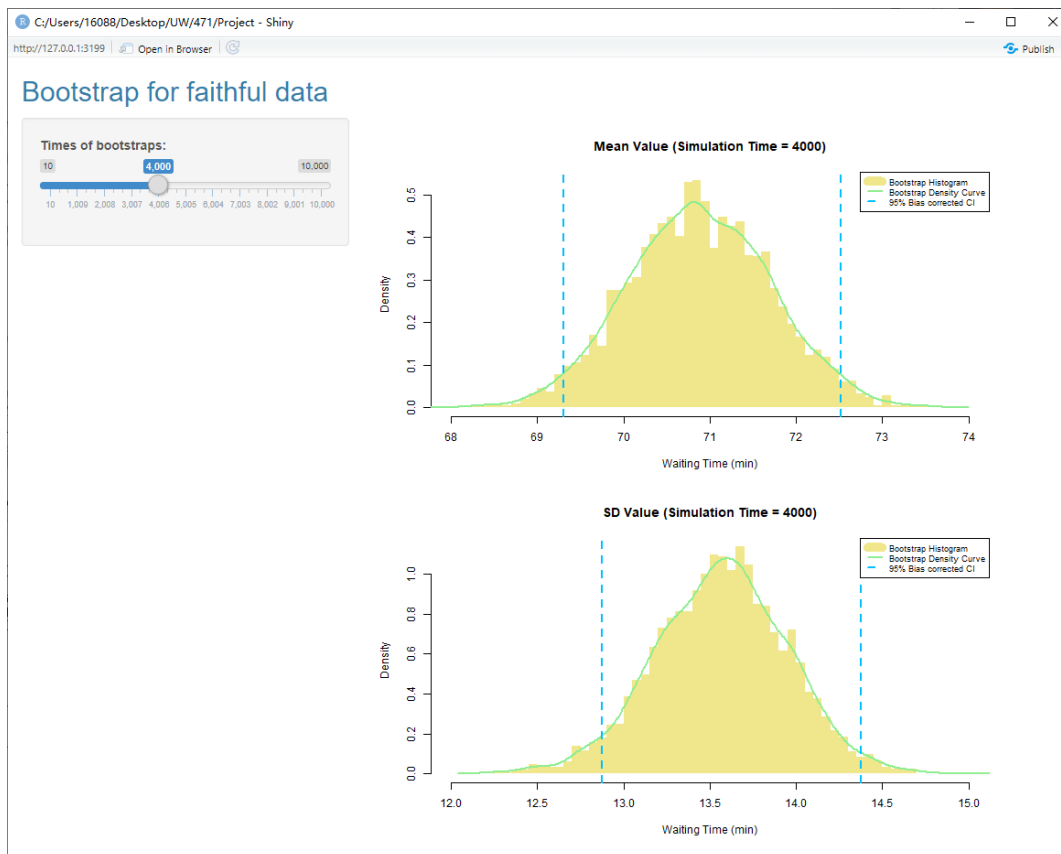 C:/Users/16088/Desktop/UW/471/Project - Shiny
http://127.0.0.1:3199 Open in Browser Publish
Bootstrap for faithful data
Times of bootstraps:
10 4,000 10,000
10 1,009 2,008 3,007 4,006 5,005 6,004 7,003 8,002 9,001 10,000
Mean Value (Simulation Time = 4000)
Bootstrap Histogram
Bootstrap Density Curve
95% Bias corrected CI
Density
0.5
0.4
0.3
0.2
0.1
0.0
68 69 70 71 72 73 74
Waiting Time (min)
SD Value (Simulation Time = 4000)
Bootstrap Histogram
Bootstrap Density Curve
95% Bias corrected CI
Density
1.0
0.8
0.6
0.4
0.2
0.0
12.0 12.5 13.0 13.5 14.0 14.5 15.0
Waiting Time (min)